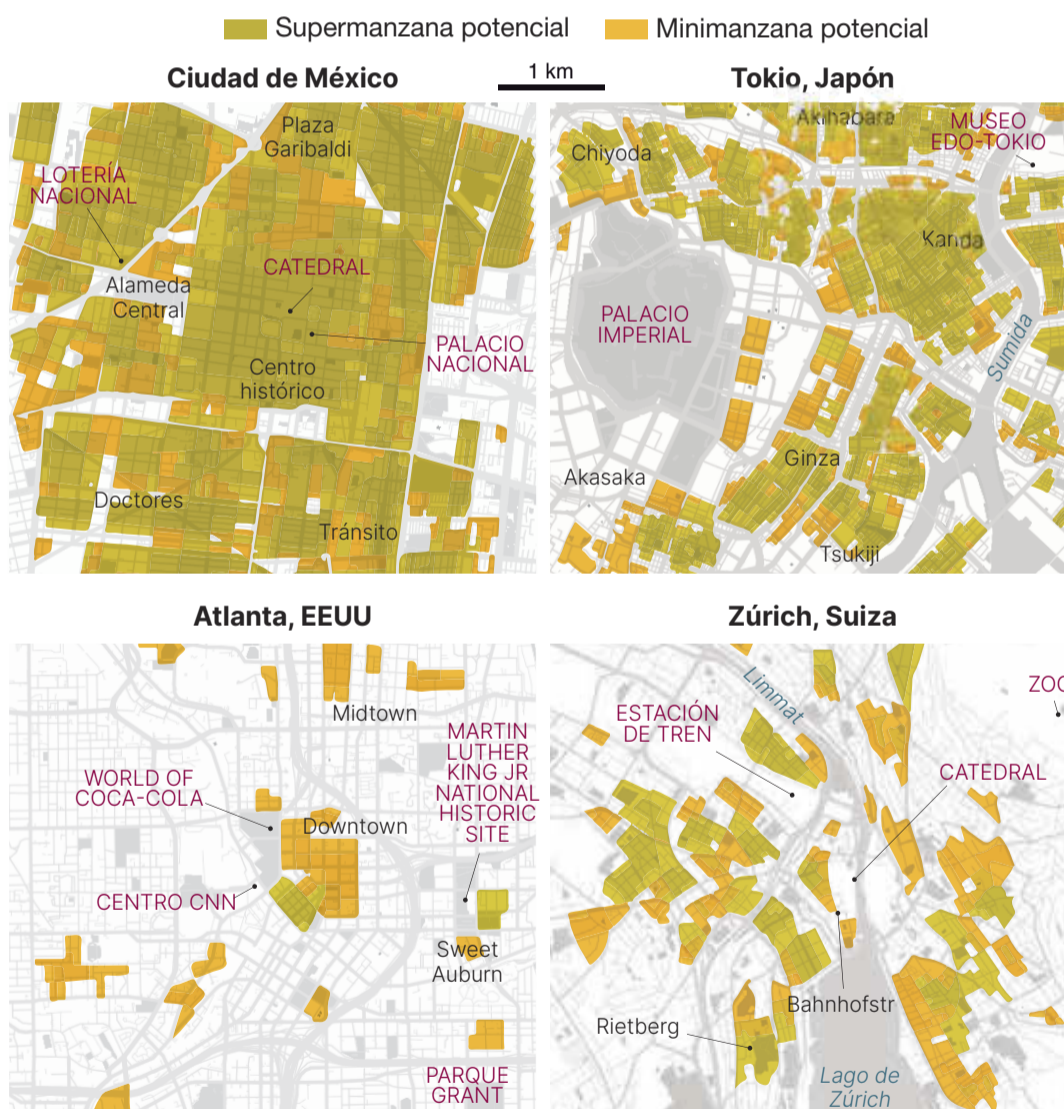 Supermanzana potencial
Minimanzana potencial
Ciudad de México
1 km
Tokio, Japón
Plaza
Garibaldi
LOTERÍA
NACIONAL
CATEDRAL
Alameda
Central
PALACIO
NACIONAL
Centro
histórico
Doctores
Tránsito
Akihabara
MUSEO
EDO-TOKIO
Chiyoda
Kanda
PALACIO
IMPERIAL
Sumida
Akasaka
Ginza
Tsukiji
Atlanta, EEUU
Zúrich, Suiza
Midtown
MARTIN
LUTHER
KING JR
NATIONAL
HISTORIC
SITE
WORLD OF
COCA-COLA
Downtown
CENTRO CNN
Sweet
Auburn
PARQUE
GRANT
Limmat
ZOO
ESTACIÓN
DE TREN
CATEDRAL
Bahnhofstr
Rietberg
Lago de
Zúrich